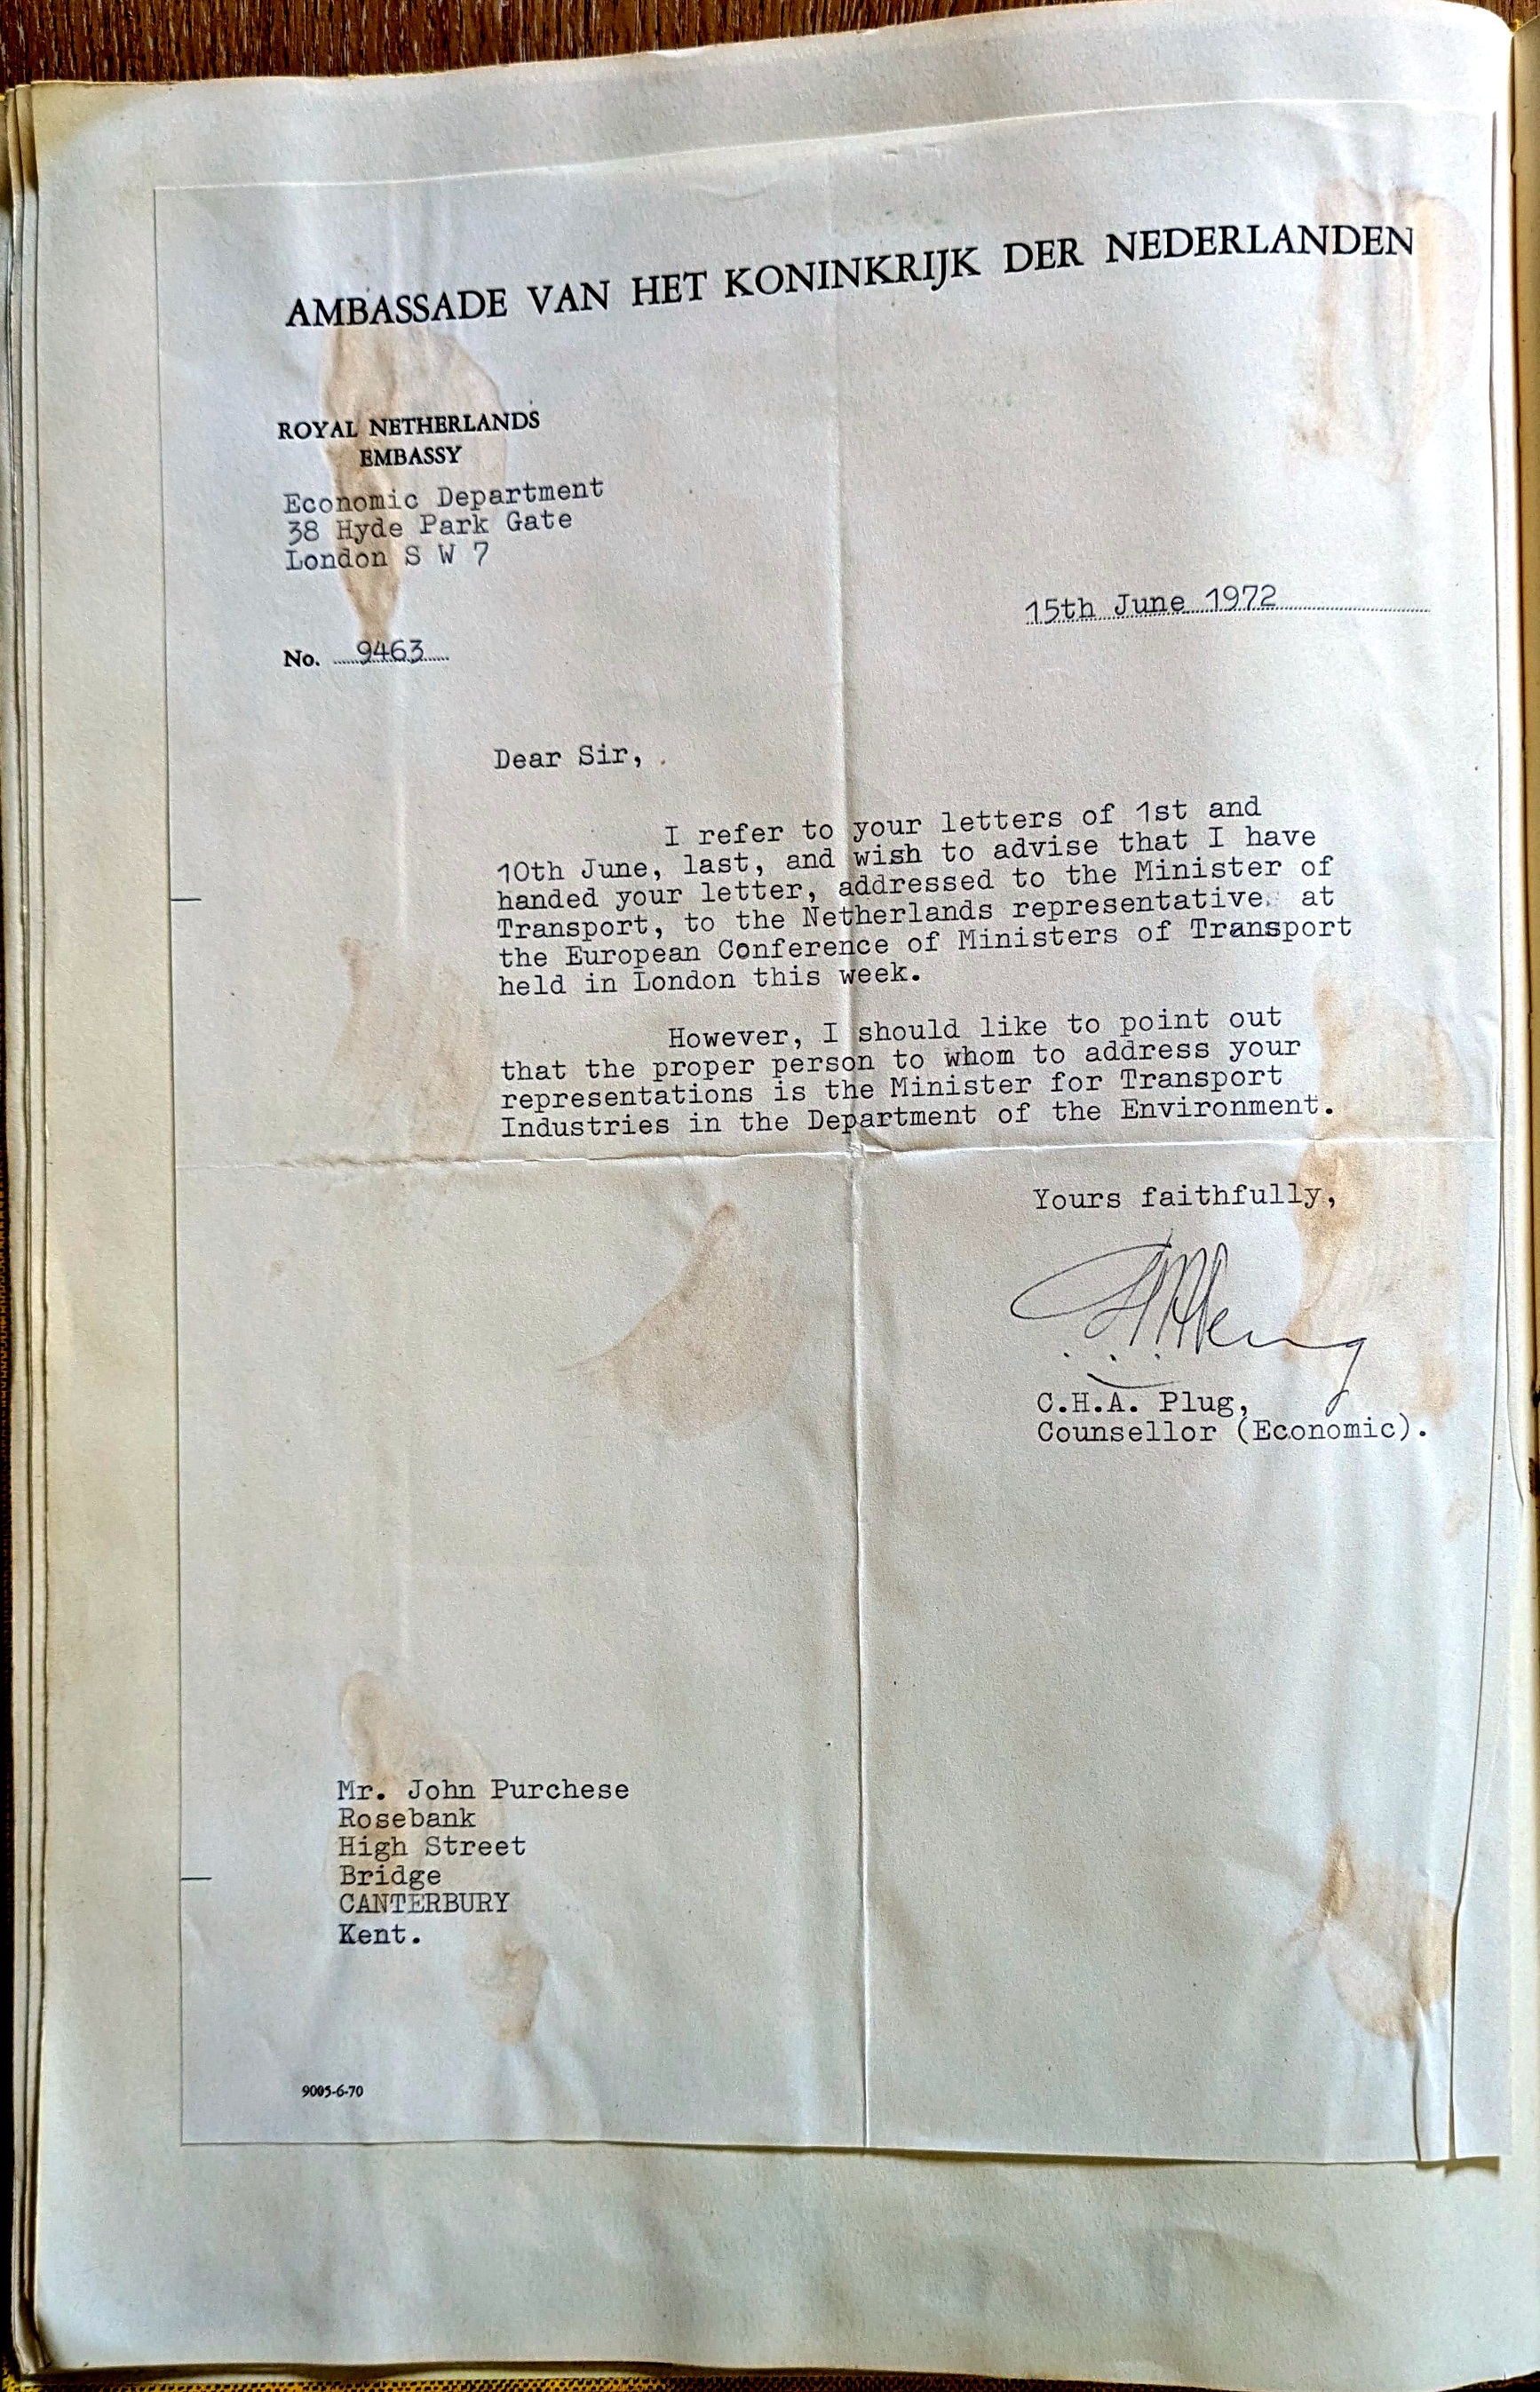 AMBASSADE VAN HET KONINKRIJK DER NEDERLANDEN
ROYAL NETHERLANDS
EMBASSY
Economic Department
38 Hyde Park Gate
London S W 7
15th June 1972
No. 9463
Dear Sir,
I refer to your letters of 1st and
10th June, last, and wish to advise that I have
handed your letter, addressed to the Minister of
Transport, to the Netherlands representative at
the European Conference of Ministers of Transport
held in London this week.
However, I should like to point out
that the proper person to whom to address your
representations is the Minister for Transport
Industries in the Department of the Environment.
Yours faithfully,
C.H.A. Plug,
Counsellor (Economic).
Mr. John Purchese
Rosebank
High Street
Bridge
CANTERBURY
Kent.
9005-6-70